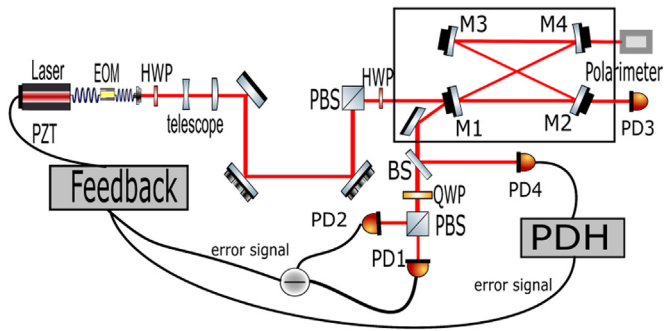 M3
M4
Laser
EOM
HWP
HWP
Polarimeter
PBS
telescope
M1
M2
PD3
PZT
BS
PD4
Feedback
QWP
PD2
PBS
PDH
error signal
PD1
error signal